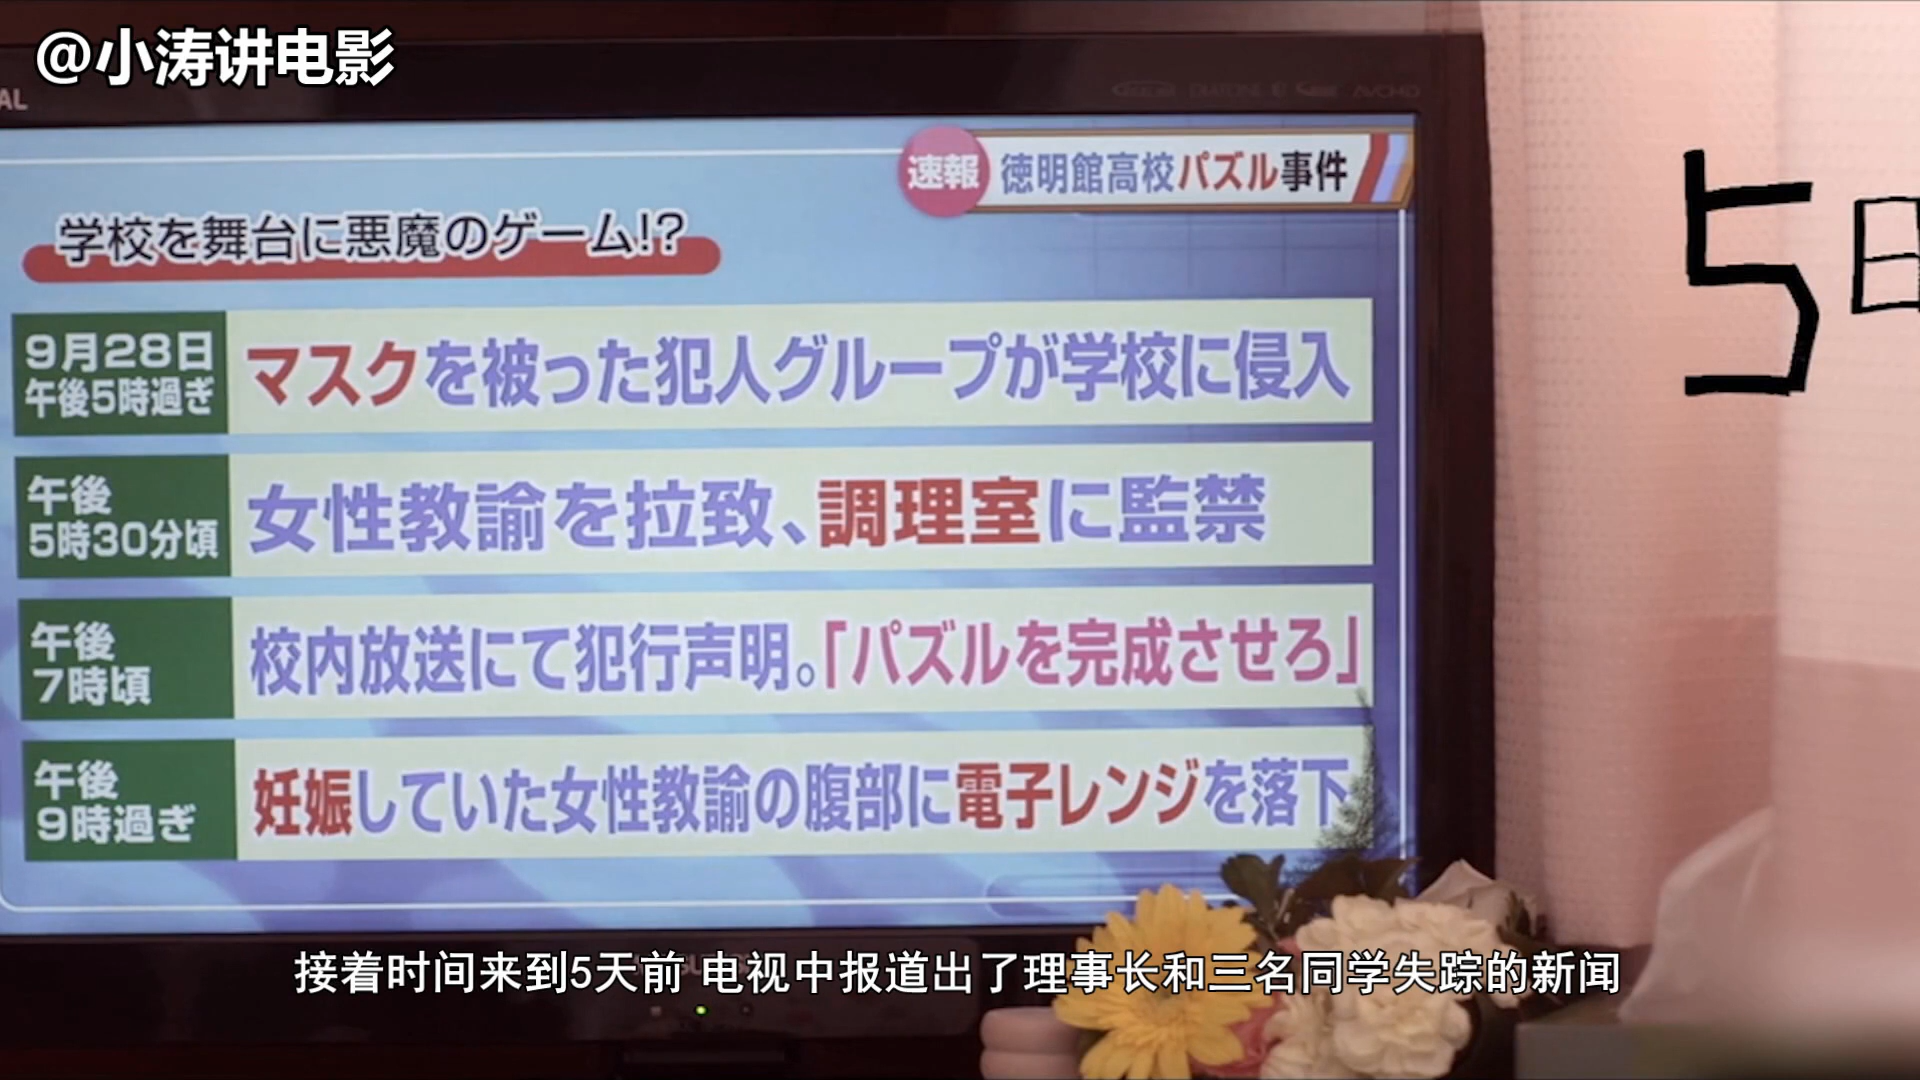 @小涛讲电影
AL
速報 徳明館高校パズル事件
学校を舞台に悪魔のゲーム!?
9月28日
午後5時過ぎ
マスクを被った犯人グループが学校に侵入
午後
5時30分頃
女性教諭を拉致、調理室に監禁
午後
7時頃
校内放送にて犯行声明。「パズルを完成させろ」
午後
9時過ぎ
妊娠していた女性教諭の腹部に電子レンジを落下
5日
接着时间来到5天前 电视中报道出了理事长和三名同学失踪的新闻